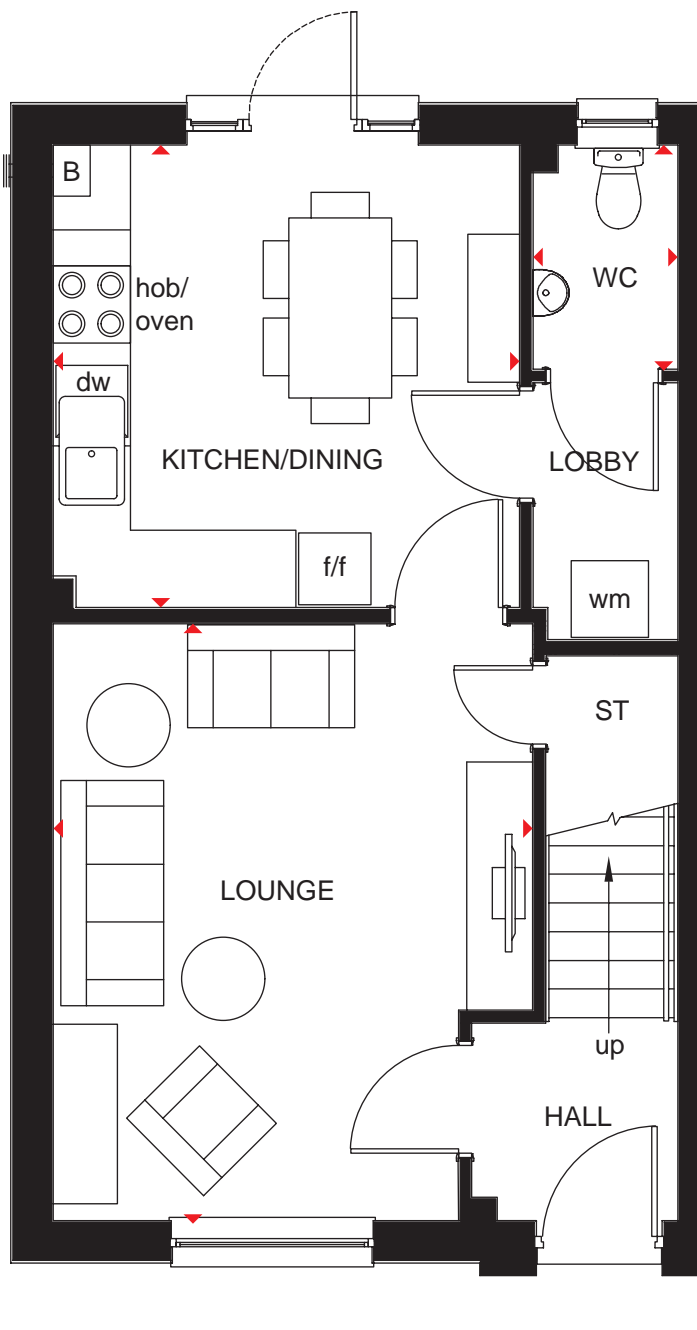 B
hob/
oven
WC
dw
KITCHEN/DINING
LOBBY
f/f
wm
ST
LOUNGE
up
HALL